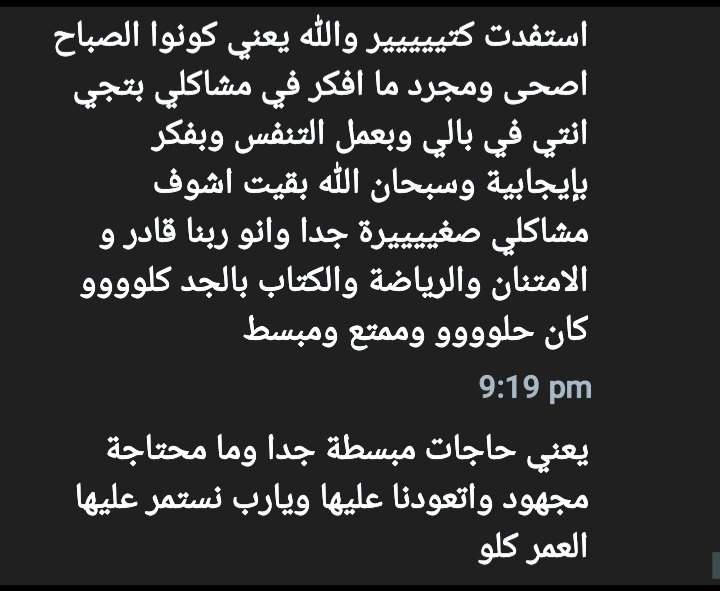 استفدت كتيييييير والله يعني كونوا الصباح
اصحى ومجرد ما افكر في مشاكلي بتجي
انتي في بالي وبعمل التنفس وبفكر
بإيجابية وسبحان الله بقيت اشوف
مشاكلي صغيييييرة جدا وانو ربنا قادر و
الامتنان والرياضة والكتاب بالجد كلوووو
كان حلوووو وممتع ومبسط
9:19 pm
يعني حاجات مبسطة جدا وما محتاجة
مجهود واتعودنا عليها ويارب نستمر عليها
العمر كلو